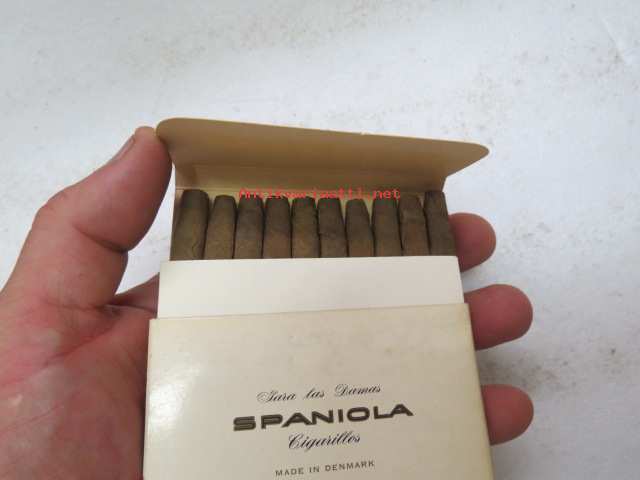 Antikvariaatti.net
Para las Damas
SPANIOLA
Cigarillos
MADE IN DENMARK